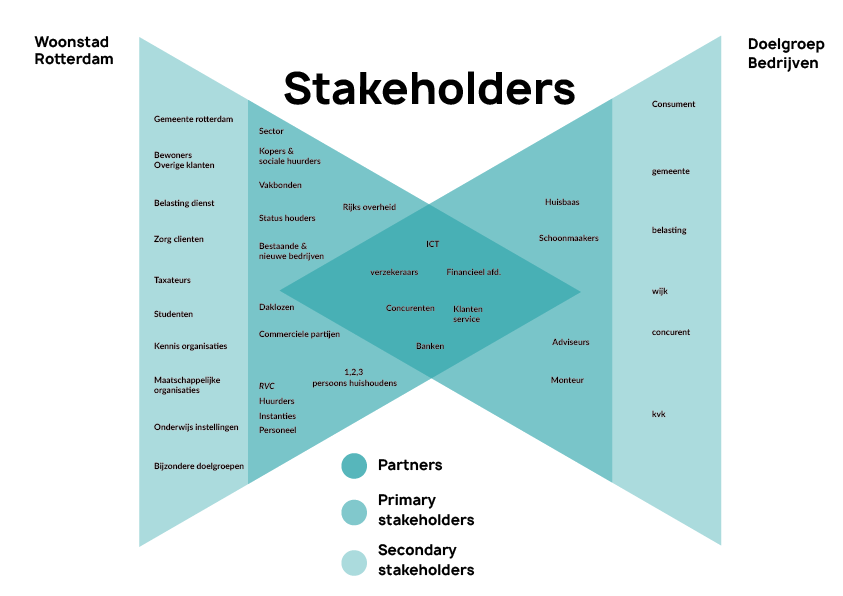 Woonstad
Rotterdam
Stakeholders
Doelgroep
Bedrijven
Gemeente rotterdam
Bewoners
Overige klanten
Belasting dienst
Zorg clienten
Taxateurs
Studenten
Kennis organisaties
Maatschappelijke
organisaties
Onderwijs instellingen
Bijzondere doelgroepen
Sector
Kopers &
sociale huurders
Vakbonden
Rijks overheid
Status houders
Bestaande &
nieuwe bedrijven
Daklozen
Commerciele partijen
1,2,3
persoons huishoudens
RVC
Huurders
Instanties
Personeel
ICT
verzekeraars
Financieel afd.
Concurenten
Klanten
service
Banken
Huisbaas
Schoonmaakers
Adviseurs
Monteur
Consument
gemeente
belasting
wijk
concurent
kvk
Partners
Primary
stakeholders
Secondary
stakeholders